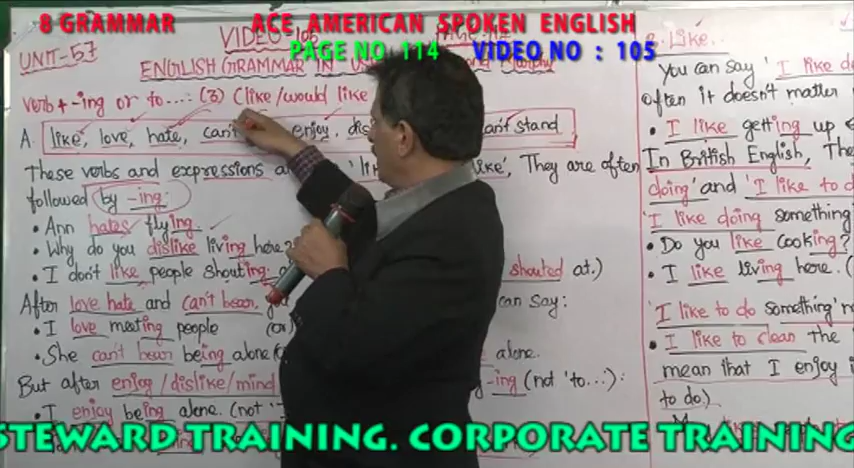 8 GRAMMAR ACE AMERICAN SPOKEN ENGLISH
PAGE NO 114 VIDEO NO : 105
UNIT-57
VIDEO-105
ENGLISH GRAMMAR IN
Verb + -ing or to....: (3) (like/would like
A. like, love, hate, can't enjoy, can't stand
These verbs and expressions like', They are often
followed by -ing:
• Ann hates flying.
• Why do you dislike living here?
• I don't like people shouting shouted at.)
After love hate and can't bear, can say:
• I love meeting people (or)
• She can't bear being alone alone.
But after enjoy / dislike / mind -ing (not 'to...):
• I enjoy being alone. (not
Like.
You can say 'I like
often it doesn't matter
• I like getting up
In British English,
doing' and 'I like to
'I like doing something
• Do you like cooking?
• I like living here.
'I like to do something'
• I like to clean the
mean that I enjoy
to do).
STEWARD TRAINING. CORPORATE TRAINING